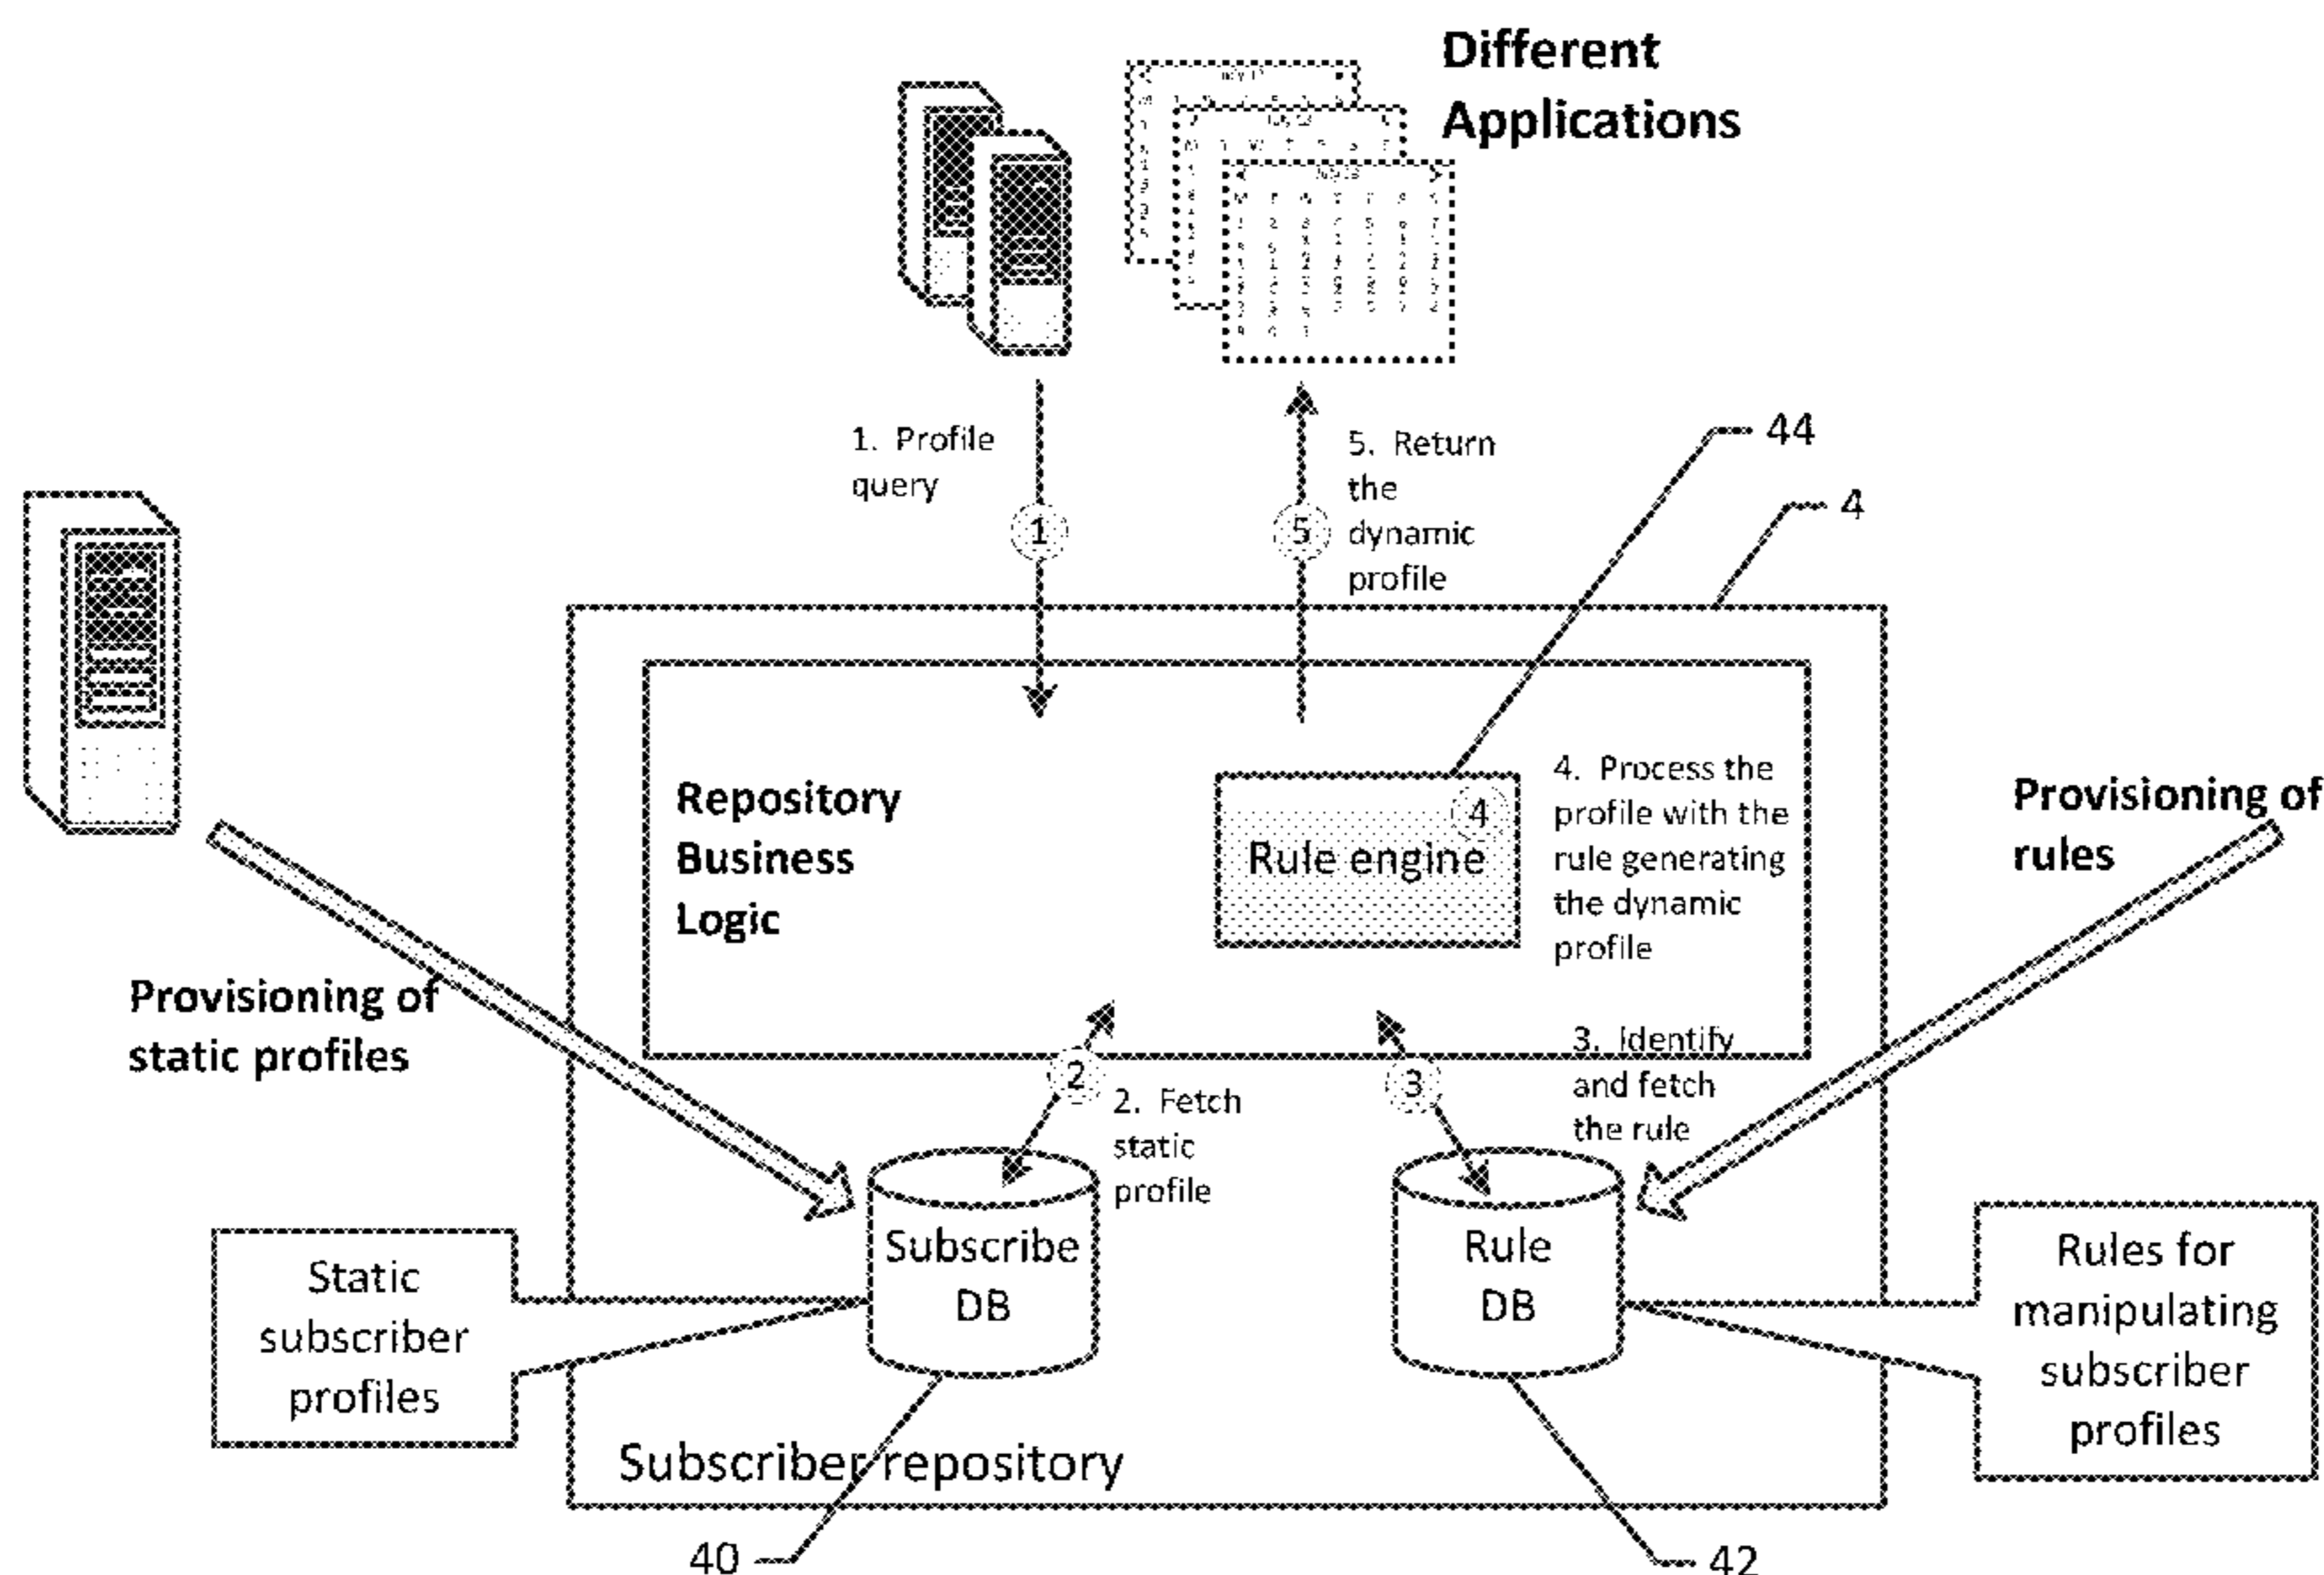 Different
Applications
1. Profile
query
1
5. Return
the
dynamic
profile
5
44
4
Repository
Business
Logic
Rule engine
4
4. Process the
profile with the
rule generating
the dynamic
profile
Provisioning of
rules
Provisioning of
static profiles
2
2. Fetch
static
profile
3
3. Identify
and fetch
the rule
Static
subscriber
profiles
Subscribe
DB
Rule
DB
Rules for
manipulating
subscriber
profiles
Subscriber repository
40
42